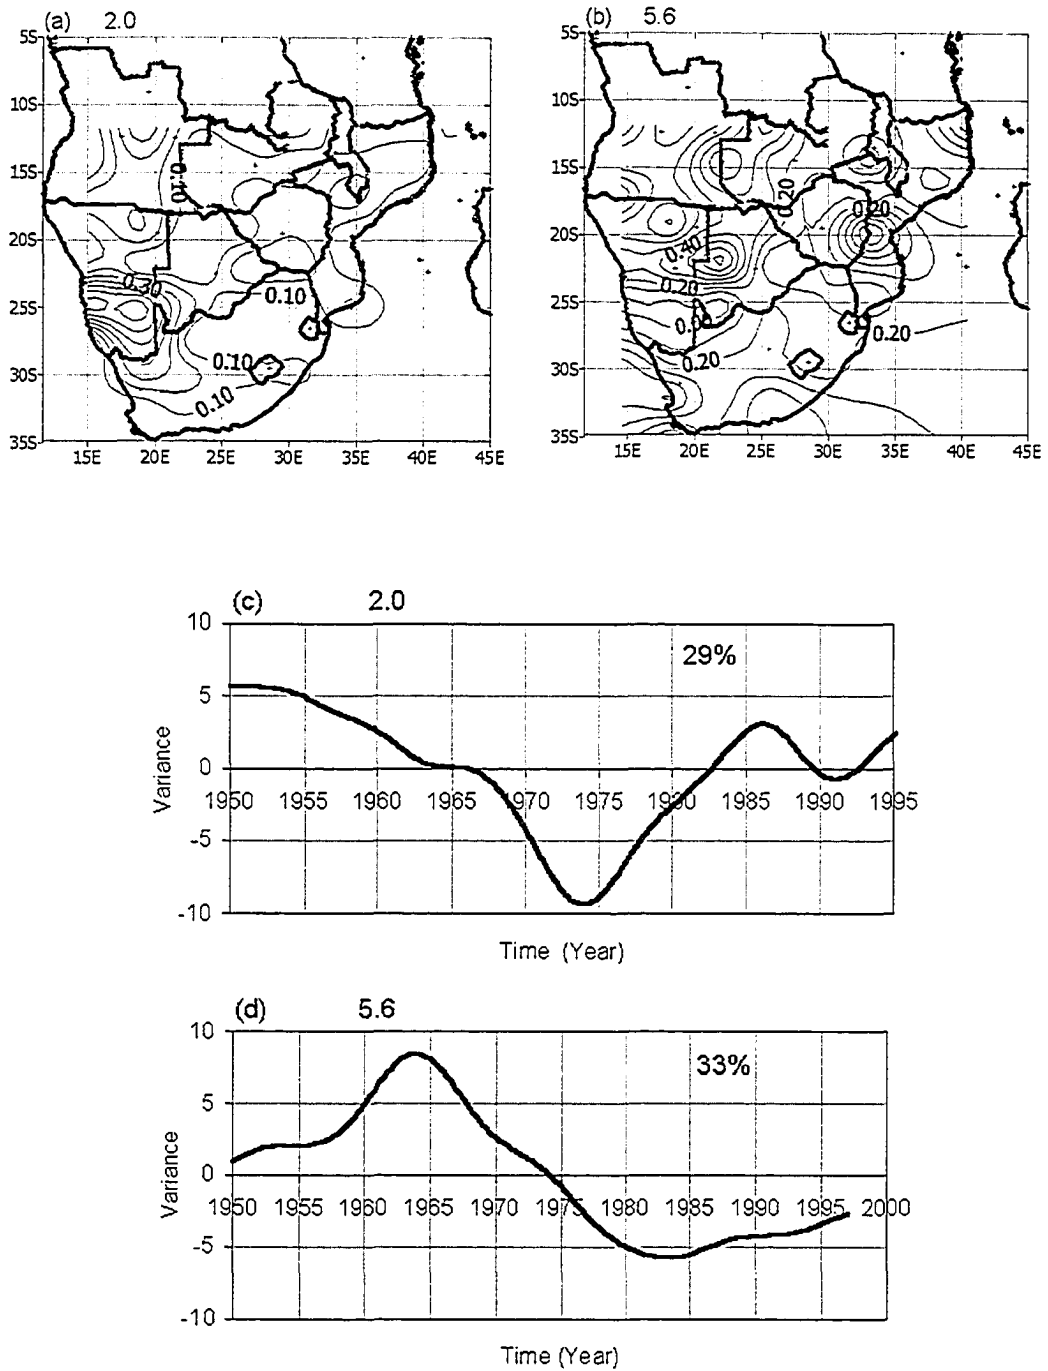 (a) 2.0
5S
10S
15S
20S
25S
30S
35S
15E 20E 25E 30E 35E 40E 45E
0.10
0.30
0.10
0.10
0.10
(b) 5.6
5S
10S
15S
20S
25S
30S
35S
15E 20E 25E 30E 35E 40E 45E
0.20
0.20
0.40
0.20
0.20
0.20
(c) 2.0
29%
10
5
0
-5
-10
Variance
1950 1955 1960 1965 1970 1975 1980 1985 1990 1995
Time (Year)
(d) 5.6
33%
10
5
0
-5
-10
Variance
1950 1955 1960 1965 1970 1975 1980 1985 1990 1995 2000
Time (Year)